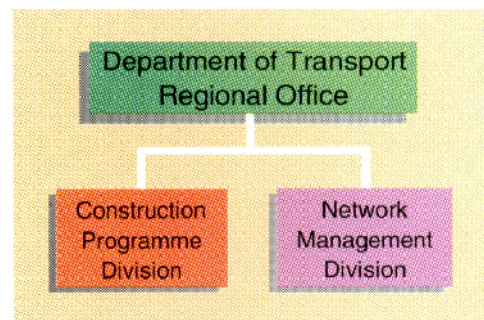 Department of Transport
Regional Office
Construction
Programme
Division
Network
Management
Division